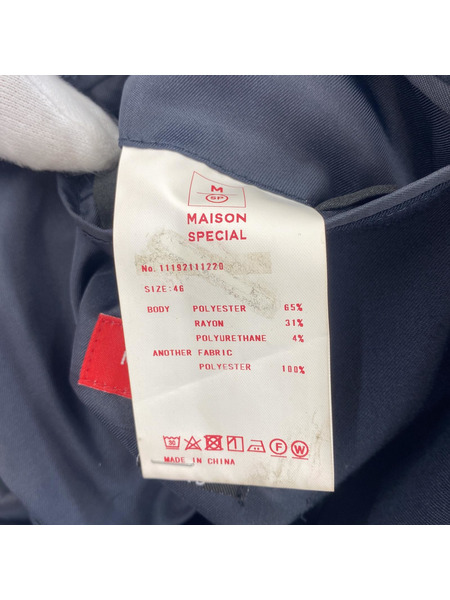 M
SP
MAISON
SPECIAL
No. 11192111220
SIZE:46
BODY POLYESTER 65%
RAYON 31%
POLYURETHANE 4%
ANOTHER FABRIC
POLYESTER 100%
F W
MADE IN CHINA